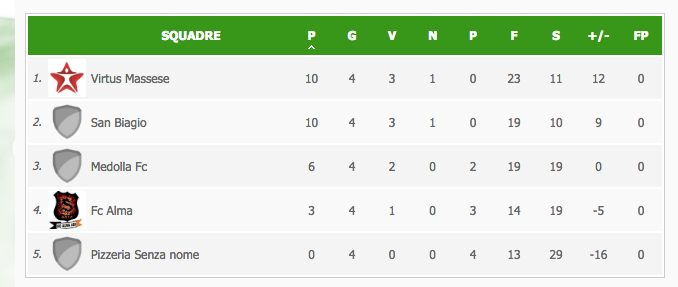 SQUADRE P G V N P F S +/- FP
1. Virtus Massese 10 4 3 1 0 23 11 12 0
2. San Biagio 10 4 3 1 0 19 10 9 0
3. Medolla Fc 6 4 2 0 2 19 19 0 0
4. Fc Alma 3 4 1 0 3 14 19 -5 0
5. Pizzeria Senza nome 0 4 0 0 4 13 29 -16 0